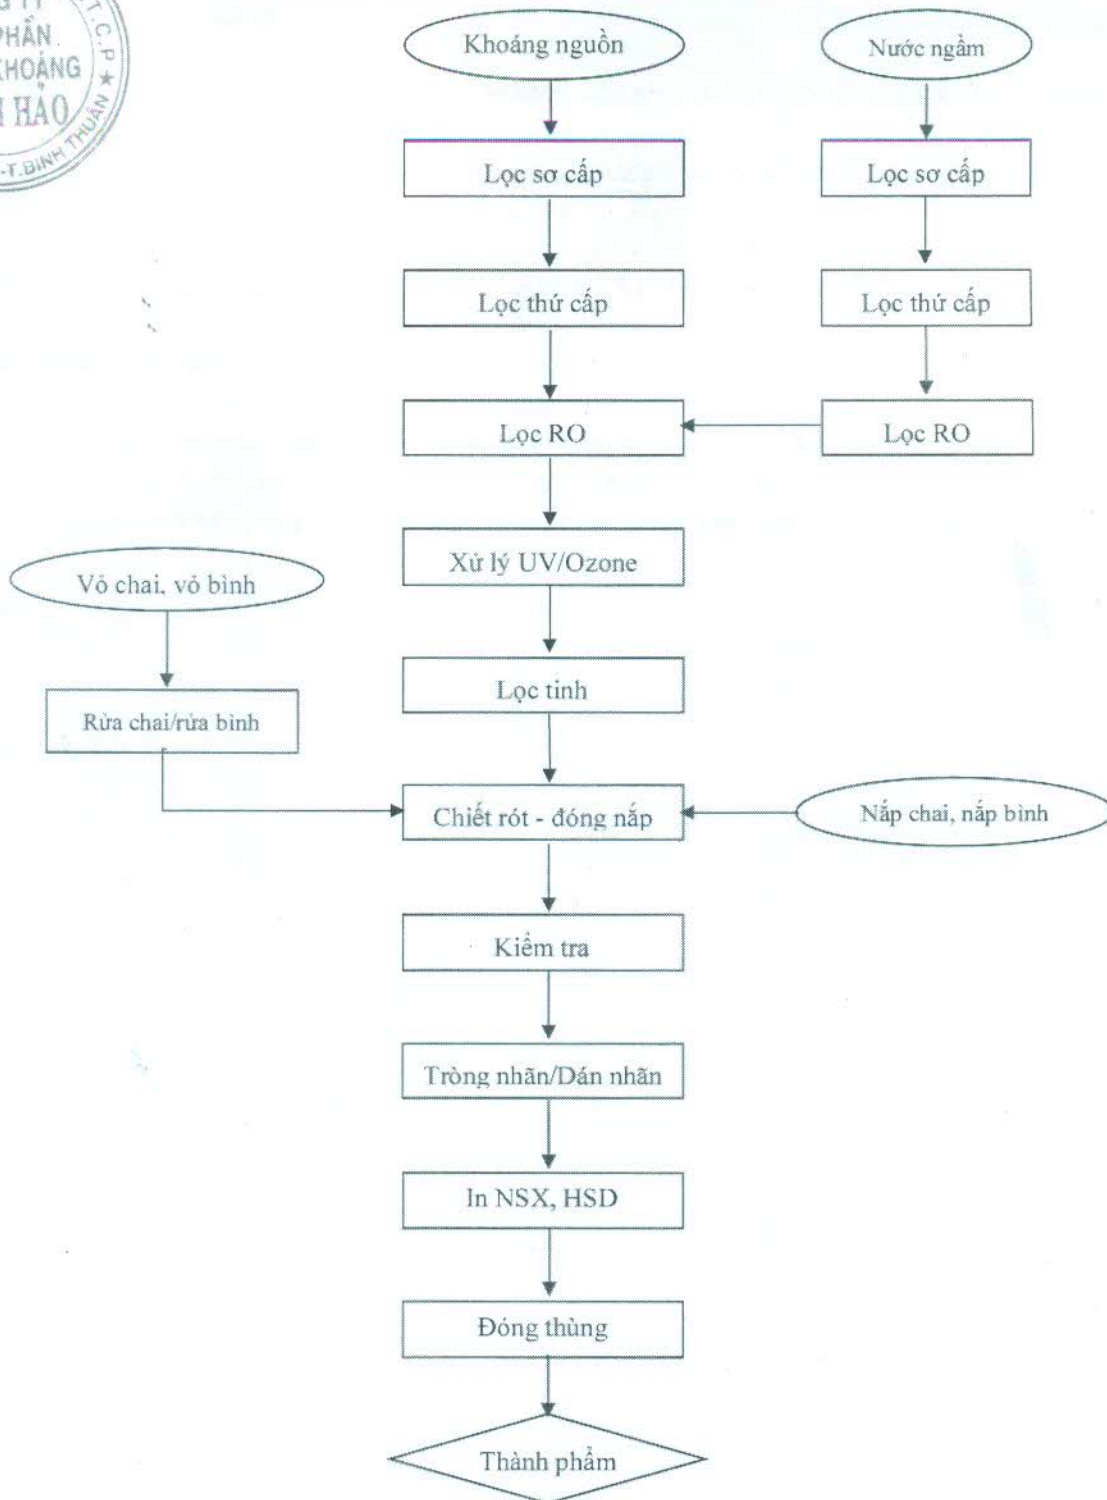 PHẦN
KHOÁNG
HẢO
C.T.C.P ★
-T.BÌNH THUẬN ★
Khoáng nguồn
Nước ngầm
Lọc sơ cấp
Lọc sơ cấp
Lọc thứ cấp
Lọc thứ cấp
Lọc RO
Lọc RO
Xử lý UV/Ozone
Vỏ chai, vỏ bình
Lọc tinh
Rửa chai/rửa bình
Chiết rót - đóng nắp
Nắp chai, nắp bình
Kiểm tra
Tròng nhãn/Dán nhãn
In NSX, HSD
Đóng thùng
Thành phẩm